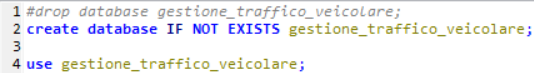 1 #drop database gestione_traffico_veicolare;
2 create database IF NOT EXISTS gestione_traffico_veicolare;
3
4 use gestione_traffico_veicolare;